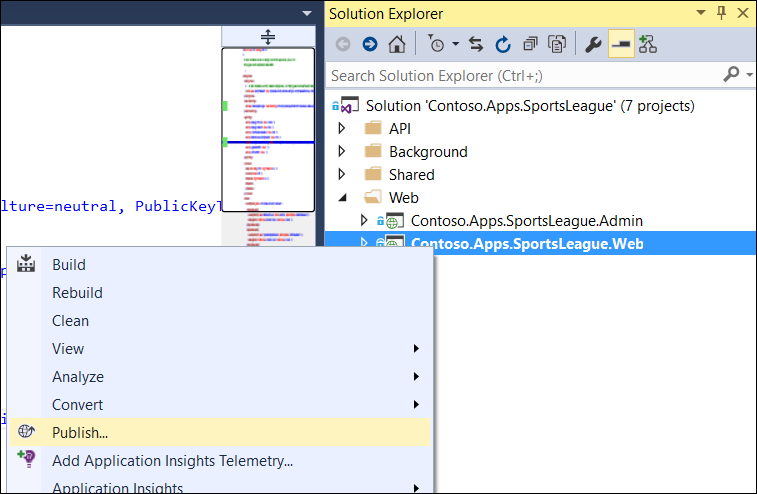 Solution Explorer
Search Solution Explorer (Ctrl+;)
Solution 'Contoso.Apps.SportsLeague' (7 projects)
API
Background
Shared
Web
Contoso.Apps.SportsLeague.Admin
Contoso.Apps.SportsLeague.Web
lture=neutral, PublicKeyT
Build
Rebuild
Clean
View
Analyze
Convert
Publish...
Add Application Insights Telemetry...
Application Insights